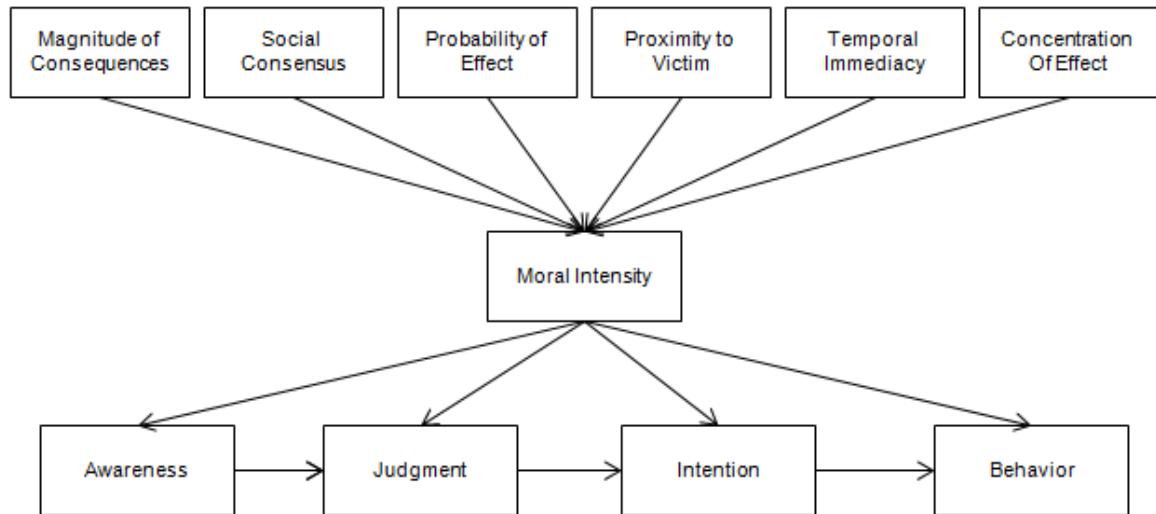 Magnitude of
Consequences
Social
Consensus
Probability of
Effect
Proximity to
Victim
Temporal
Immediacy
Concentration
Of Effect
Moral Intensity
Awareness
Judgment
Intention
Behavior